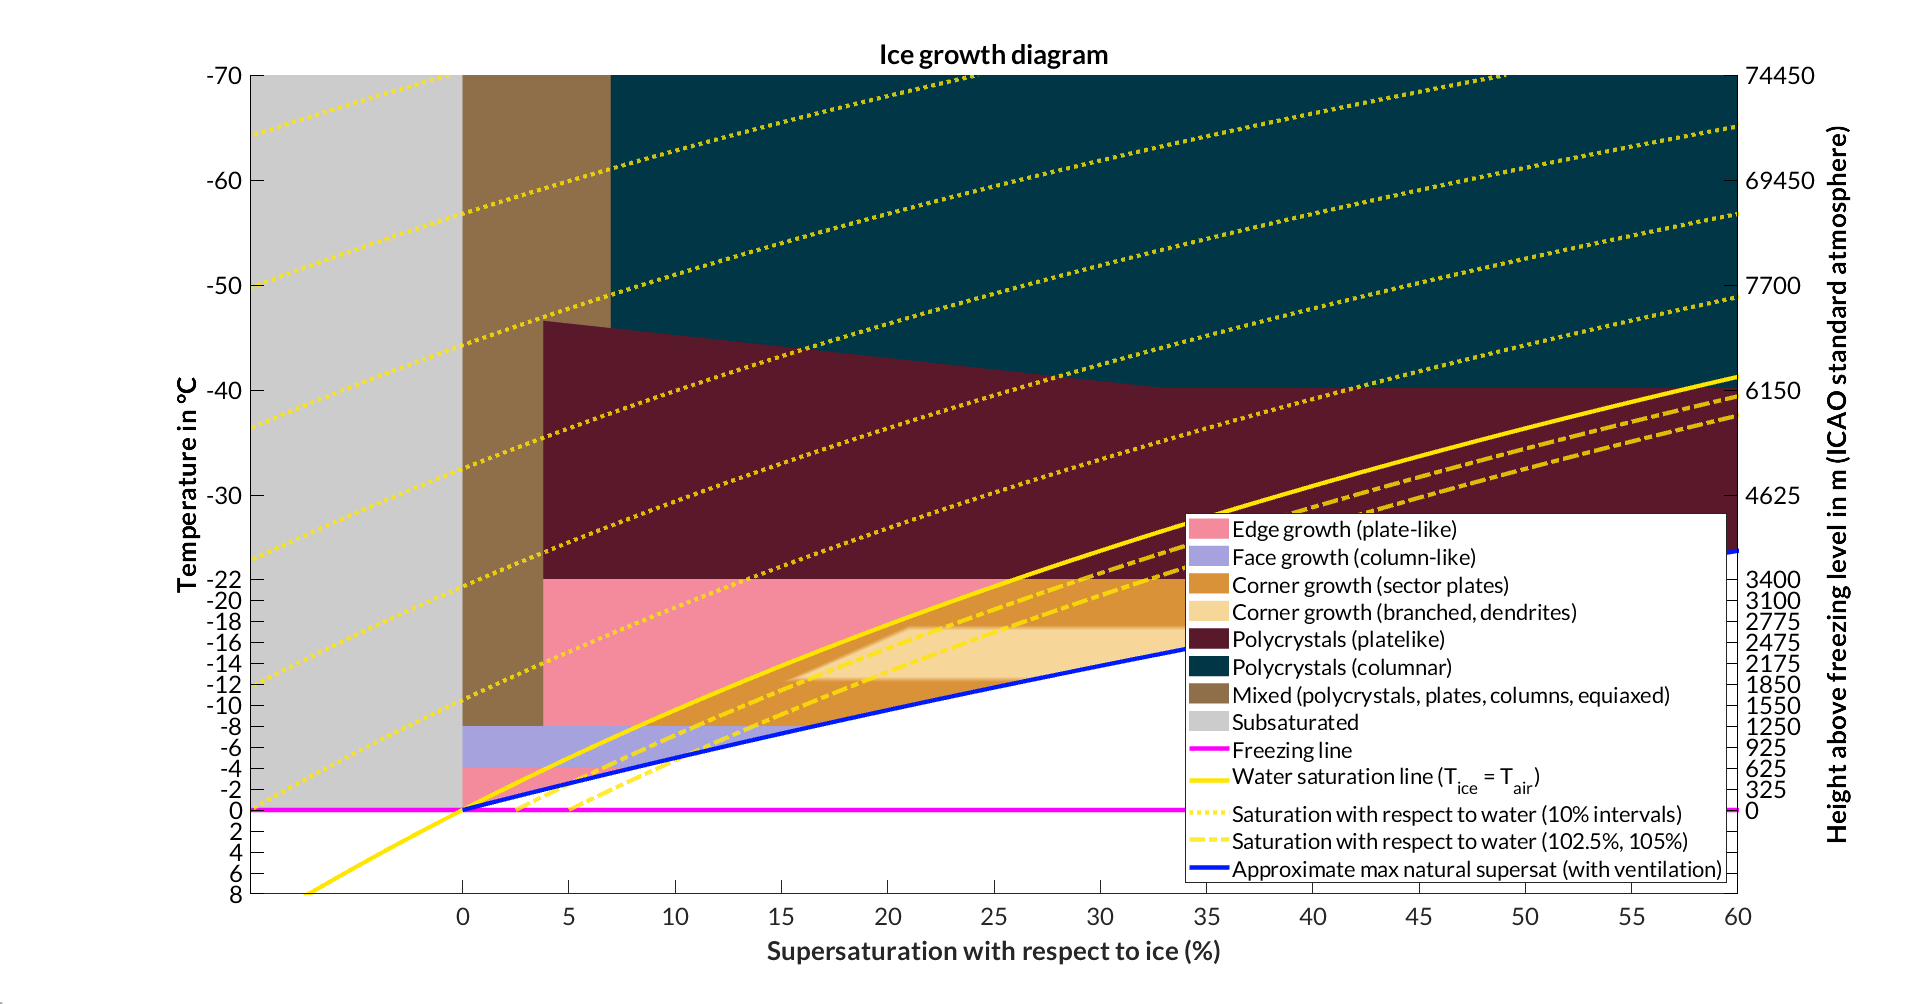 Ice growth diagram
Temperature in °C
-70
-60
-50
-40
-30
-22
-20
-18
-16
-14
-12
-10
-8
-6
-4
-2
0
2
4
6
8
74450
69450
7700
6150
4625
3400
3100
2775
2475
2175
1850
1550
1250
925
625
325
0
Height above freezing level in m (ICAO standard atmosphere)
Edge growth (plate-like)
Face growth (column-like)
Corner growth (sector plates)
Corner growth (branched, dendrites)
Polycrystals (platelike)
Polycrystals (columnar)
Mixed (polycrystals, plates, columns, equiaxed)
Subsaturated
Freezing line
Water saturation line (Tice = Tair)
Saturation with respect to water (10% intervals)
Saturation with respect to water (102.5%, 105%)
Approximate max natural supersat (with ventilation)
0 5 10 15 20 25 30 35 40 45 50 55 60
Supersaturation with respect to ice (%)